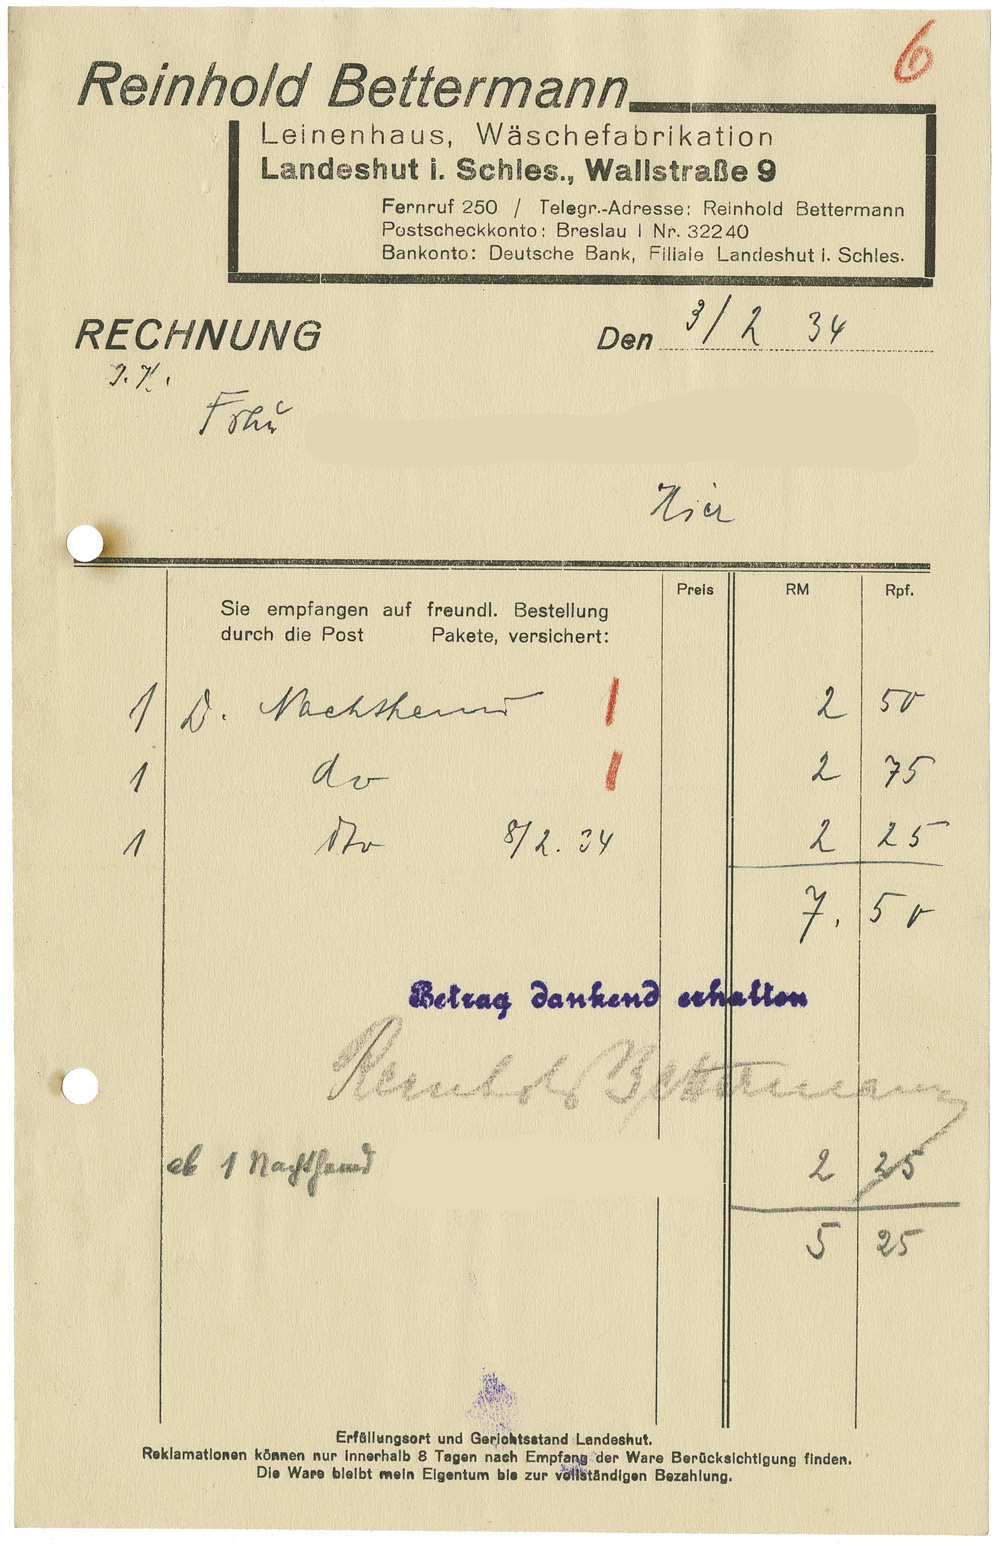 6
Reinhold Bettermann
Leinenhaus, Wäschefabrikation
Landeshut i. Schles., Wallstraße 9
Fernruf 250 / Telegr.-Adresse: Reinhold Bettermann
Postscheckkonto: Breslau I Nr. 32240
Bankonto: Deutsche Bank, Filiale Landeshut i. Schles.
RECHNUNG Den 3/2 34
Frau
Hier
Preis RM Rpf.
Sie empfangen auf freundl. Bestellung
durch die Post Pakete, versichert:
1 D. Nachthemd 2 50
1 do 2 75
1 dto 8/2. 34 2 25
7. 50
Betrag dankend erhalten
Reinhold Bettermann
ab 1 Nachthemd 2 25
5 25
Erfüllungsort und Gerichtsstand Landeshut.
Reklamationen können nur innerhalb 8 Tagen nach Empfang der Ware Berücksichtigung finden.
Die Ware bleibt mein Eigentum bis zur vollständigen Bezahlung.